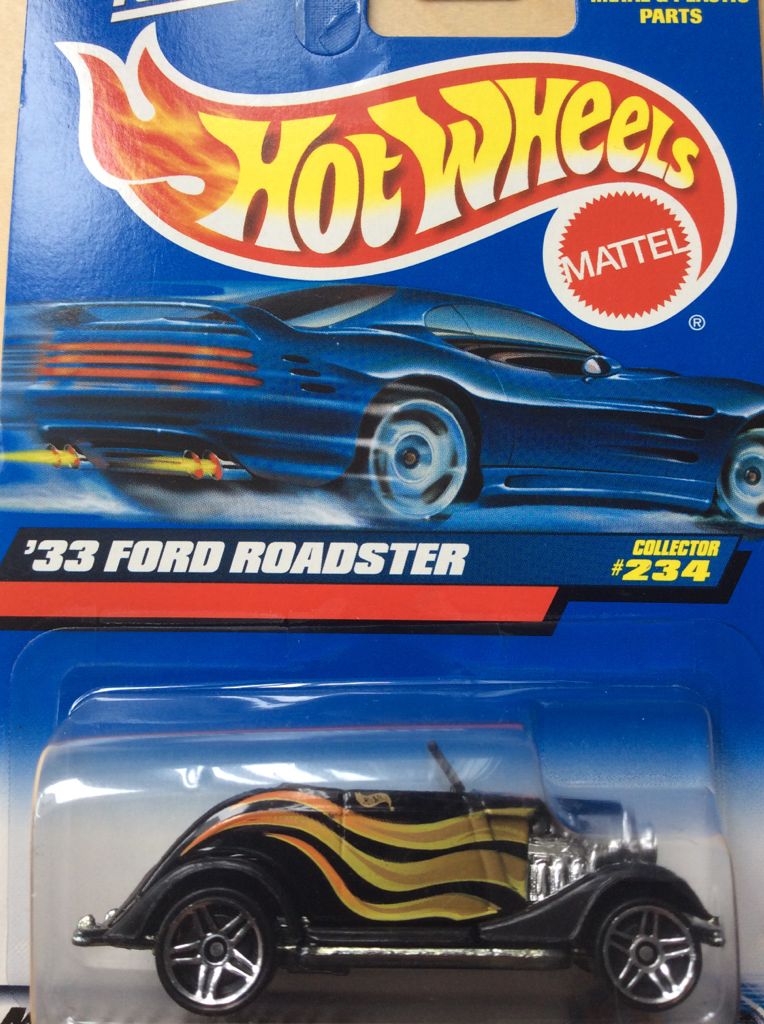 PARTS
HOT WHEELS
MATTEL
®
'33 FORD ROADSTER
COLLECTOR
#234